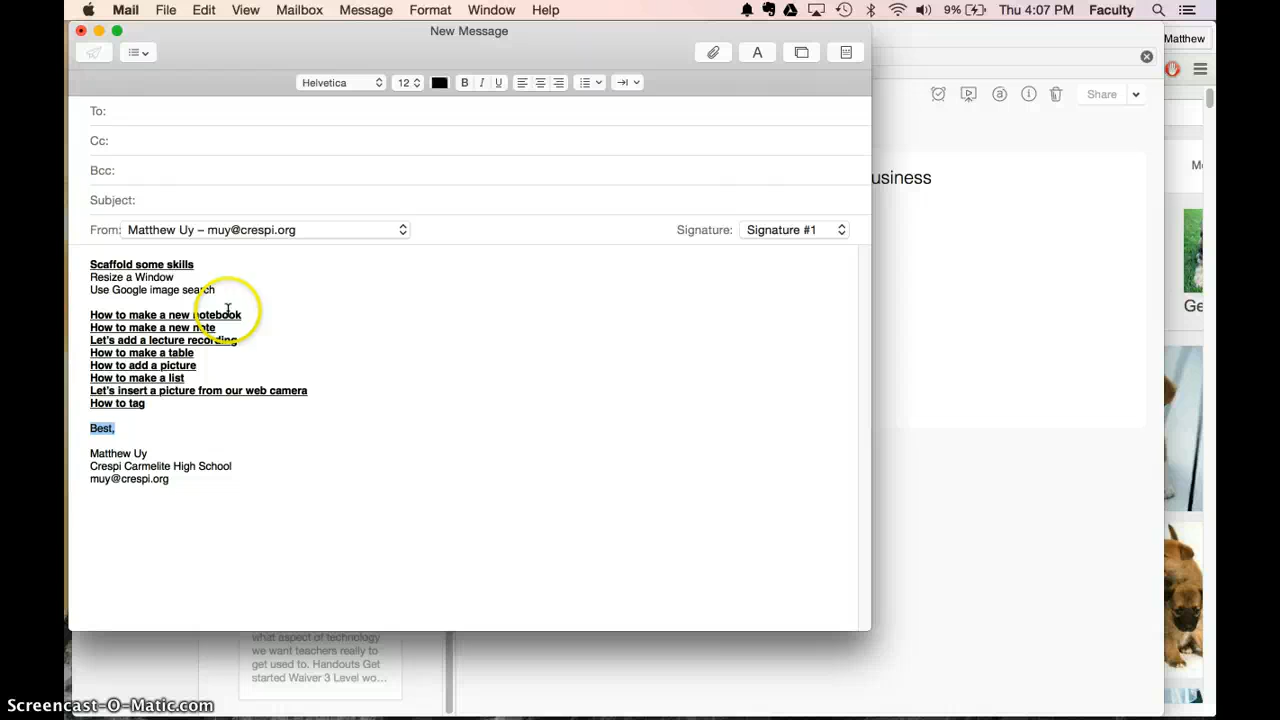 Mail File Edit View Mailbox Message Format Window Help 9% Thu 4:07 PM Faculty
New Message
Matthew
A
Helvetica 12 B I U
Share
To:
Cc:
Bcc:
usiness
Subject:
From: Matthew Uy – muy@crespi.org Signature: Signature #1
Scaffold some skills
Resize a Window
Use Google image search
How to make a new notebook
How to make a new note
Let's add a lecture recording
How to make a table
How to add a picture
How to make a list
Let's insert a picture from our web camera
How to tag
Best,
Matthew Uy
Crespi Carmelite High School
muy@crespi.org
Ge
what aspect of technology
we want teachers really to
get used to. Handouts Get
started Waiver 3 Level wo...
Screencast-O-Matic.com